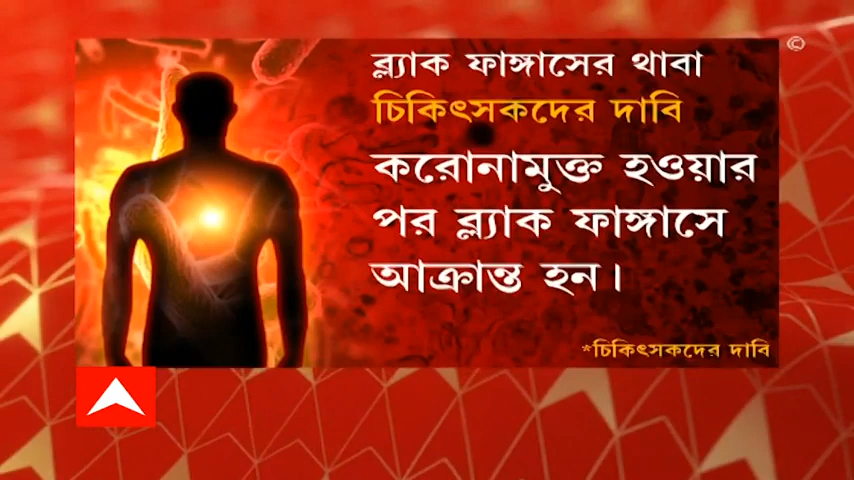 ©
ব্ল্যাক ফাঙ্গাসের থাবা
চিকিৎসকদের দাবি
করোনামুক্ত হওয়ার
পর ব্ল্যাক ফাঙ্গাসে
আক্রান্ত হন।
*চিকিৎসকদের দাবি